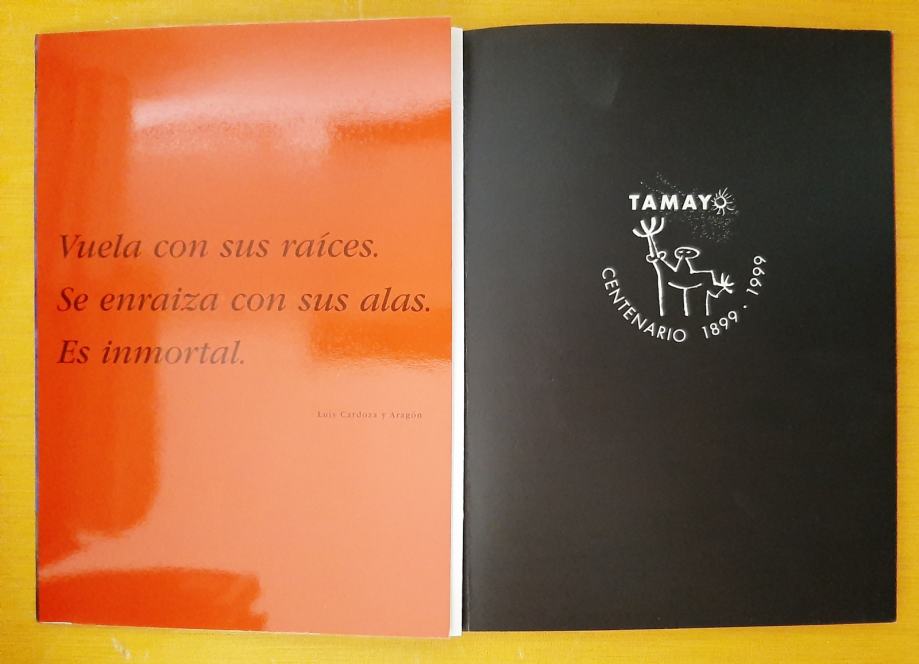 Vuela con sus raíces.
Se enraiza con sus alas.
Es inmortal.
Luis Cardoza y Aragón
TAMAYO
CENTENARIO 1899 · 1999